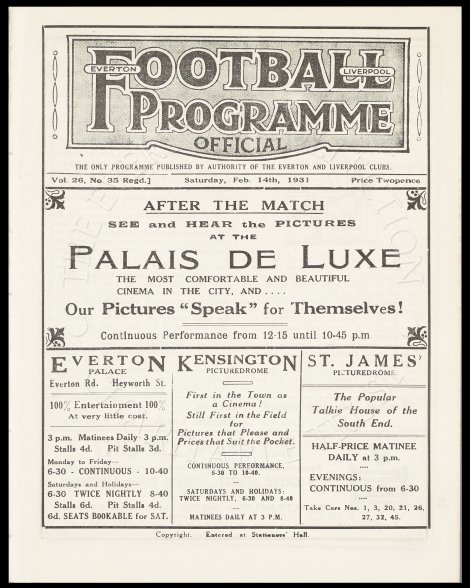 EVERTON FOOTBALL LIVERPOOL
PROGRAMME
OFFICIAL
THE ONLY PROGRAMME PUBLISHED BY AUTHORITY OF THE EVERTON AND LIVERPOOL CLUBS.
Vol. 26, No. 35 Regd.] Saturday, Feb. 14th, 1931 Price Twopence
AFTER THE MATCH
SEE and HEAR the PICTURES
AT THE
PALAIS DE LUXE
THE MOST COMFORTABLE AND BEAUTIFUL
CINEMA IN THE CITY, AND ....
Our Pictures "Speak" for Themselves!
Continuous Performance from 12-15 until 10-45 p.m
EVERTON
PALACE
Everton Rd. Heyworth St.
100% Entertainment 100%
At very little cost.
3 p.m. Matinees Daily 3 p.m.
Stalls 4d. Pit Stalls 3d.
Monday to Friday—
6-30 - CONTINUOUS - 10-40
Saturdays and Holidays—
6-30 TWICE NIGHTLY 8-40
Stalls 6d. Pit Stalls 4d.
6d. SEATS BOOKABLE for SAT.
KENSINGTON
PICTUREDROME
First in the Town as
a Cinema!
Still First in the Field
for
Pictures that Please and
Prices that Suit the Pocket.
CONTINUOUS PERFORMANCE,
6-30 TO 10-40.
SATURDAYS AND HOLIDAYS:
TWICE NIGHTLY, 6-30 AND 8-40
MATINEES DAILY AT 3 P.M.
ST. JAMES'
PICTUREDROME
The Popular
Talkie House of the
South End.
HALF-PRICE MATINEE
DAILY at 3 p.m.
EVENINGS:
CONTINUOUS from 6-30
Take Cars Nos. 1, 3, 20, 21, 26,
27, 32, 45.
Copyright. Entered at Stationers' Hall.